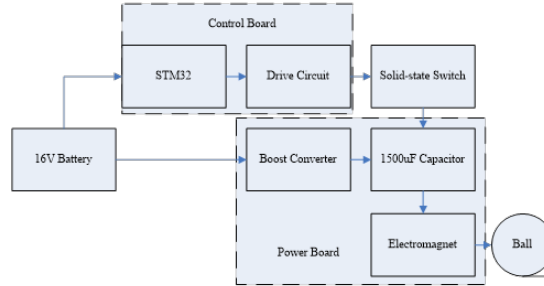 Control Board
STM32
Drive Circuit
Solid-state Switch
16V Battery
Boost Converter
1500uF Capacitor
Power Board
Electromagnet
Ball